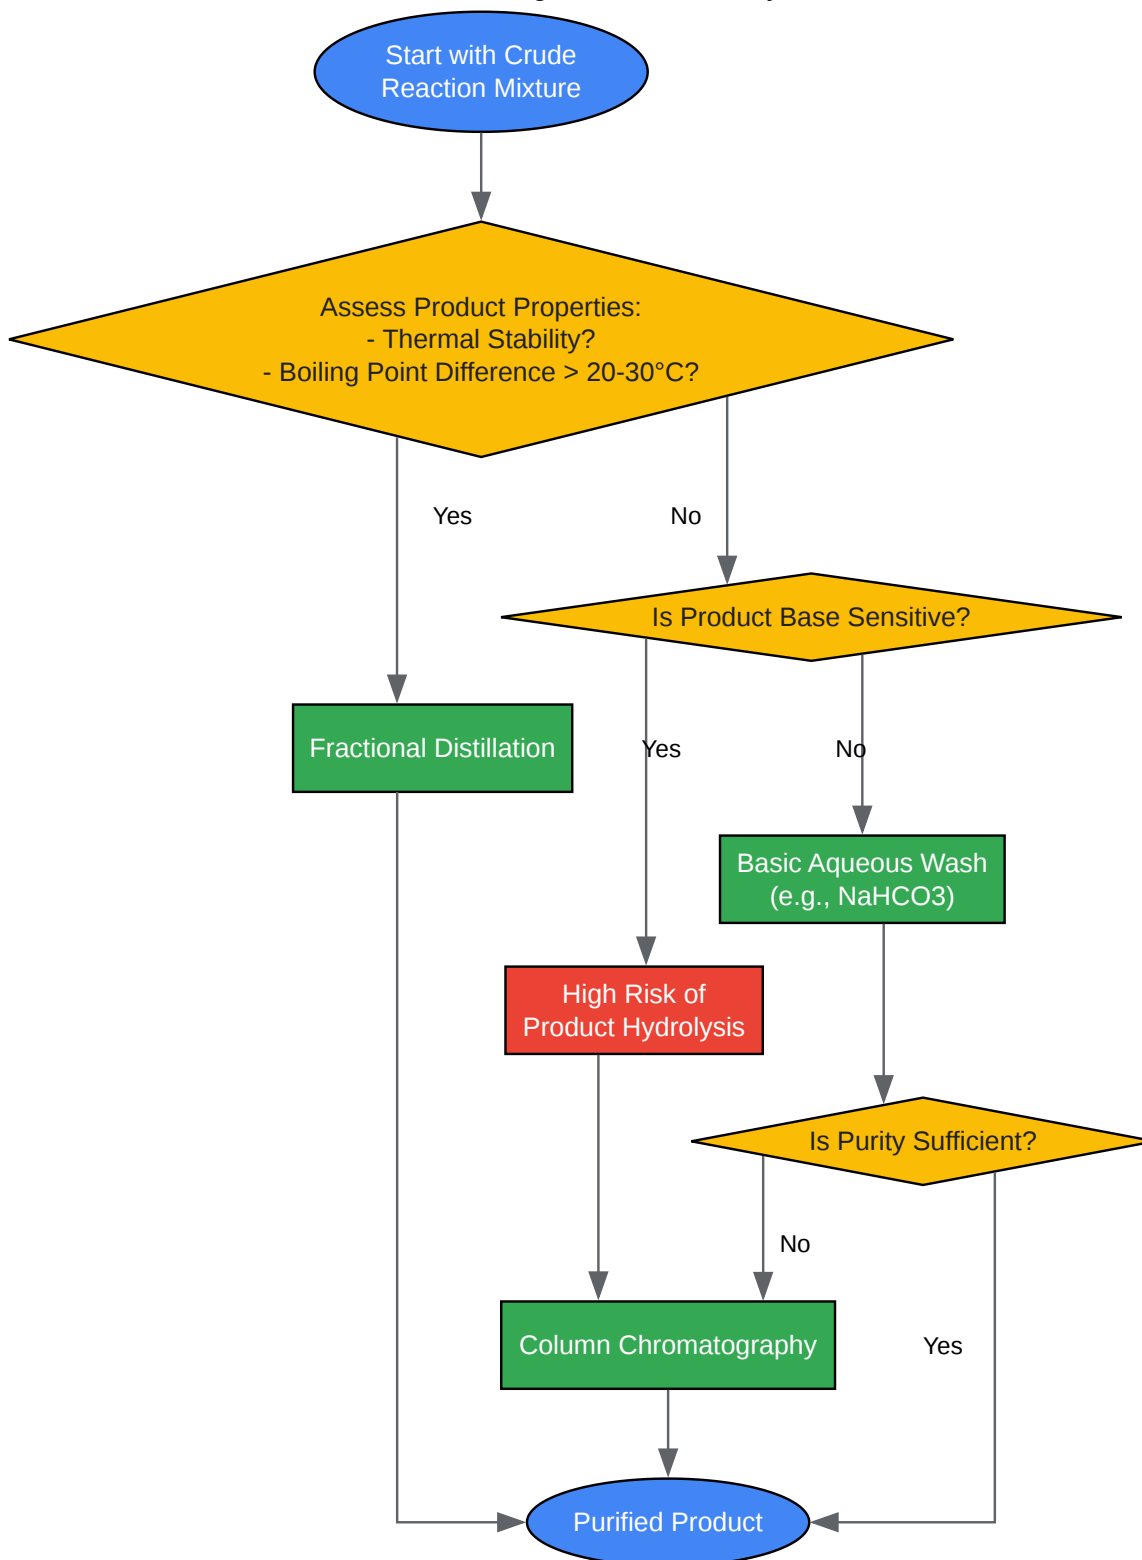 Start with Crude
Reaction Mixture
Assess Product Properties:
- Thermal Stability?
- Boiling Point Difference > 20-30°C?
Yes
No
Is Product Base Sensitive?
Fractional Distillation
Yes
No
Basic Aqueous Wash
(e.g., NaHCO3)
High Risk of
Product Hydrolysis
Is Purity Sufficient?
No
Column Chromatography
Yes
Purified Product